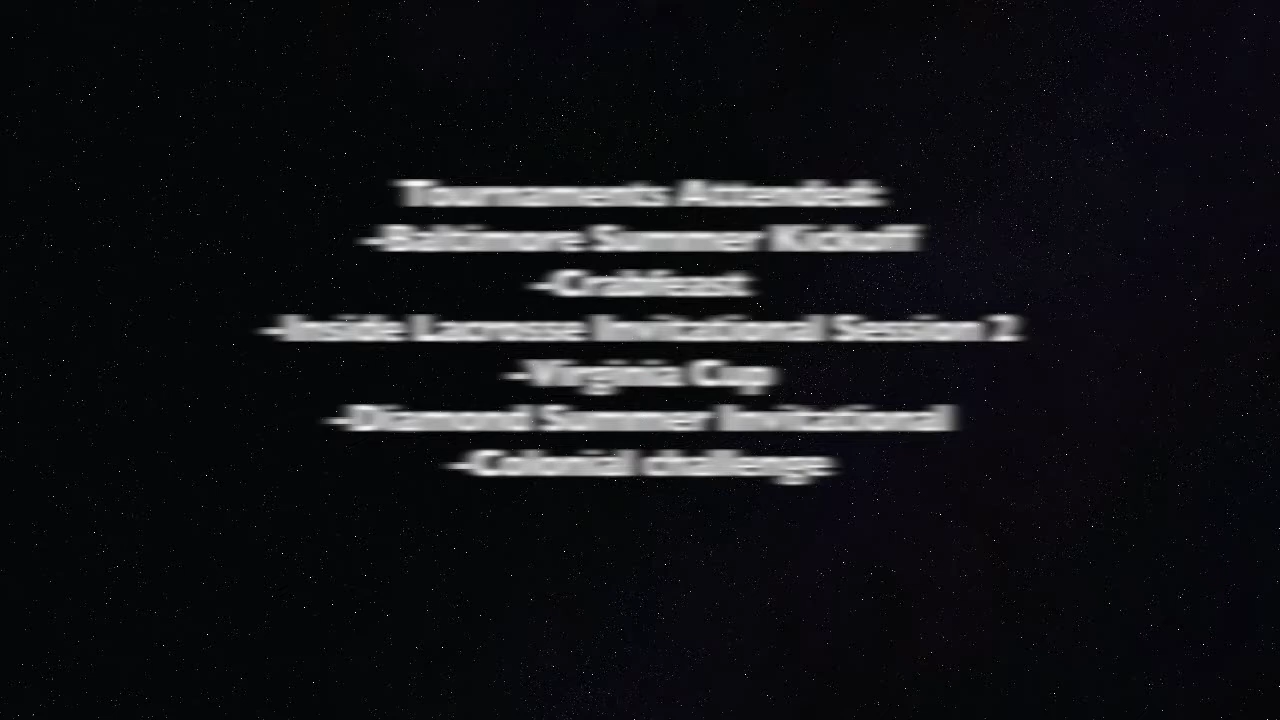 Tournaments Attended:
-Baltimore Summer Kickoff
-Crabfeast
-Inside Lacrosse Invitational Session 2
-Virginia Cup
-Diamond Summer Invitational
-Colonial challenge